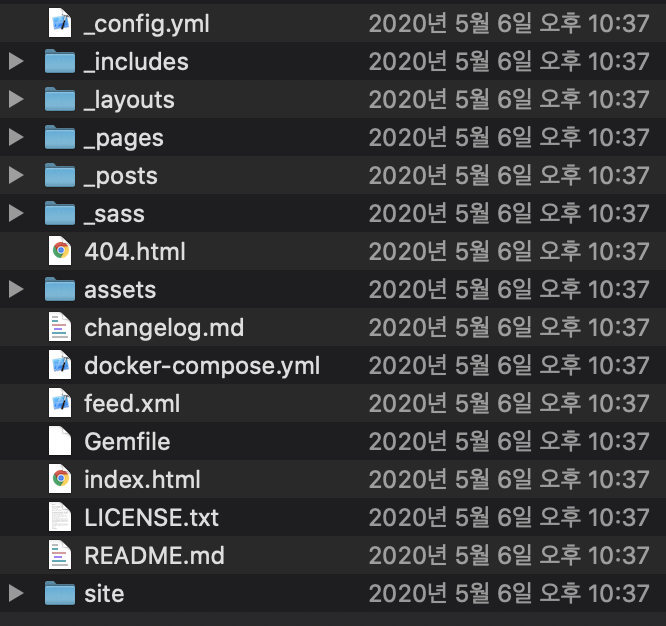 _config.yml 2020년 5월 6일 오후 10:37
_includes 2020년 5월 6일 오후 10:37
_layouts 2020년 5월 6일 오후 10:37
_pages 2020년 5월 6일 오후 10:37
_posts 2020년 5월 6일 오후 10:37
_sass 2020년 5월 6일 오후 10:37
404.html 2020년 5월 6일 오후 10:37
assets 2020년 5월 6일 오후 10:37
changelog.md 2020년 5월 6일 오후 10:37
docker-compose.yml 2020년 5월 6일 오후 10:37
feed.xml 2020년 5월 6일 오후 10:37
Gemfile 2020년 5월 6일 오후 10:37
index.html 2020년 5월 6일 오후 10:37
LICENSE.txt 2020년 5월 6일 오후 10:37
README.md 2020년 5월 6일 오후 10:37
site 2020년 5월 6일 오후 10:37